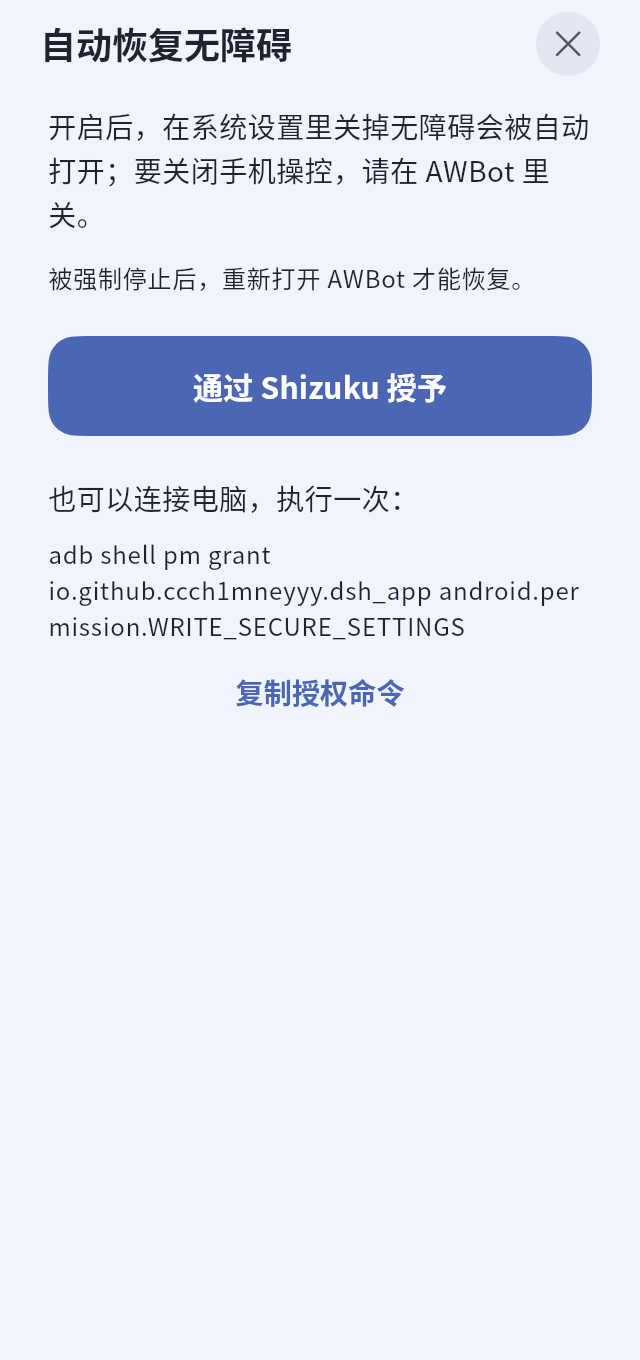 自动恢复无障碍
开启后，在系统设置里关掉无障碍会被自动
打开；要关闭手机操控，请在 AWBot 里
关。
被强制停止后，重新打开 AWBot 才能恢复。
通过 Shizuku 授予
也可以连接电脑，执行一次：
adb shell pm grant
io.github.ccch1mneyyy.dsh_app android.per
mission.WRITE_SECURE_SETTINGS
复制授权命令